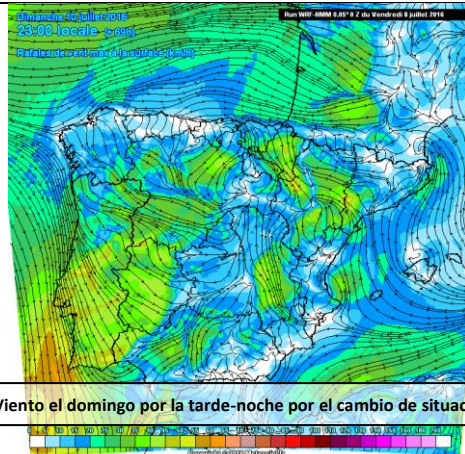 Dimanche 10 juillet 2016
23:00 locale (+69h)
Rafales de vent max à la surface (km/h)
Run WRF-NMM 0.05° 0 Z du Vendredi 8 juillet 2016
Viento el domingo por la tarde-noche por el cambio de situac